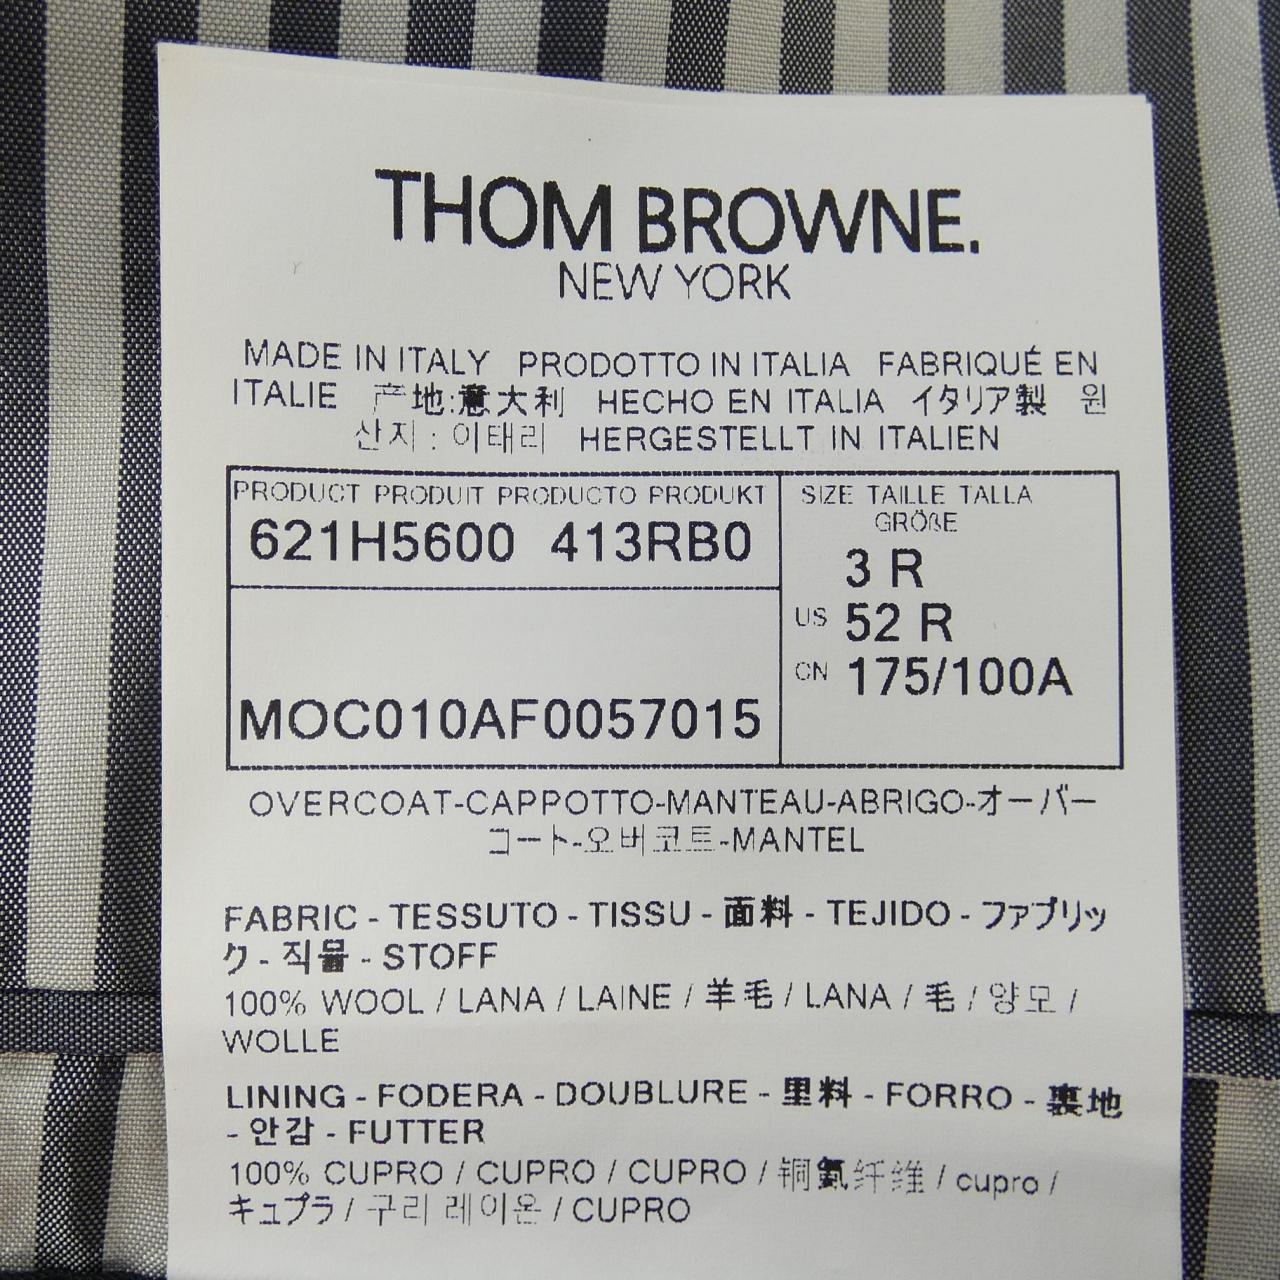 THOM BROWNE.
NEW YORK
MADE IN ITALY PRODOTTO IN ITALIA FABRIQUÉ EN
ITALIE 产地:意大利 HECHO EN ITALIA イタリア製 원
산지 : 이태리 HERGESTELLT IN ITALIEN
PRODUCT PRODUIT PRODUCTO PRODUKT
621H5600 413RB0
MOC010AF0057015
SIZE TAILLE TALLA
GRÖßE
3 R
US 52 R
CN 175/100A
OVERCOAT-CAPPOTTO-MANTEAU-ABRIGO-オーバー
コート-오버코트-MANTEL
FABRIC - TESSUTO - TISSU - 面料 - TEJIDO - ファブリッ
ク - 직물 - STOFF
100% WOOL / LANA / LAINE / 羊毛 / LANA / 毛 / 양모 /
WOLLE
LINING - FODERA - DOUBLURE - 里料 - FORRO - 裏地
- 안감 - FUTTER
100% CUPRO / CUPRO / CUPRO / 铜氨纤维 / cupro /
キュプラ / 구리 레이온 / CUPRO